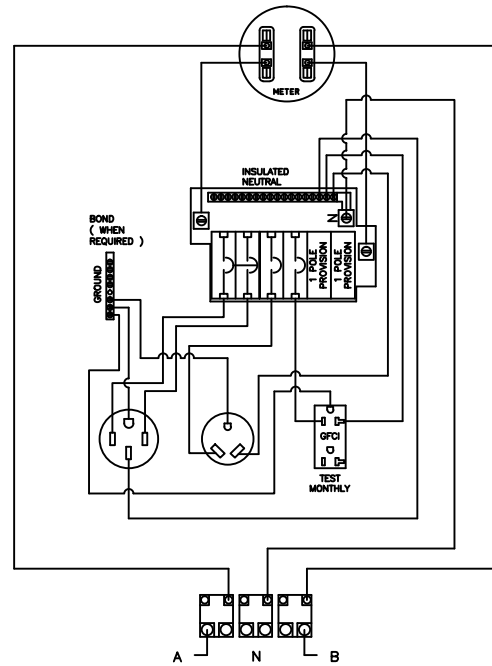 METER
INSULATED
NEUTRAL
N
BOND
( WHEN
REQUIRED )
GROUND
1 POLE
PROVISION
1 POLE
PROVISION
GFCI
TEST
MONTHLY
A
N
B